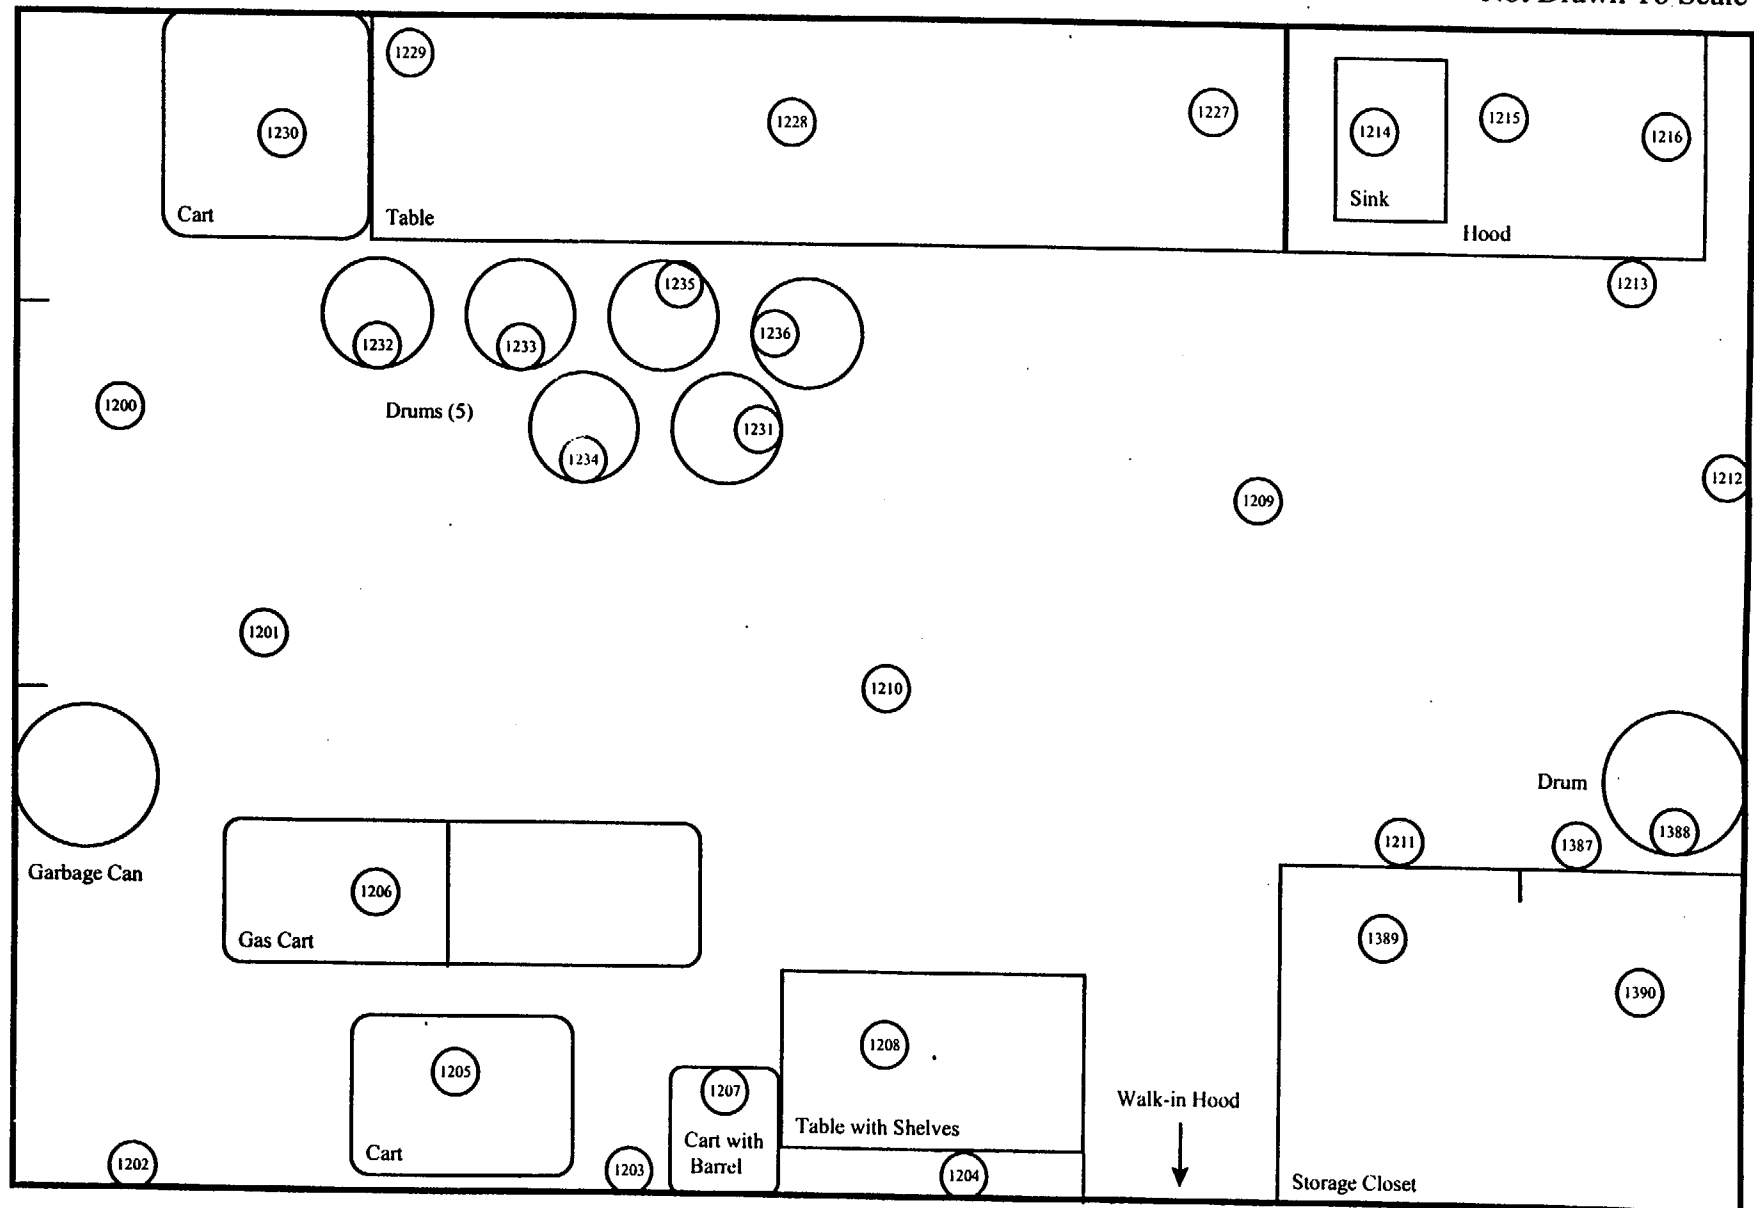 Not Drawn To Scale
1229
1230
1228
1227
1214
1215
1216
Cart
Table
Sink
Hood
1235
1213
1232
1233
1236
1200
Drums (5)
1231
1234
1212
1209
1201
1210
Drum
1211
1387
1388
Garbage Can
1206
Gas Cart
1389
1390
1208
1205
1207
Walk-in Hood
Table with Shelves
Cart with
Barrel
Cart
1202
1203
1204
Storage Closet